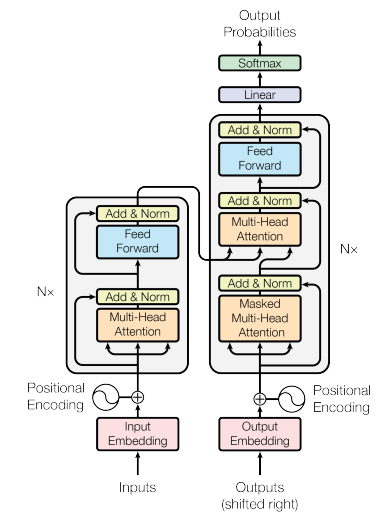 Output
Probabilities
Softmax
Linear
Add & Norm
Feed
Forward
Add & Norm
Multi-Head
Attention
Add & Norm
Masked
Multi-Head
Attention
N×
Add & Norm
Feed
Forward
Add & Norm
Multi-Head
Attention
N×
Positional
Encoding
Positional
Encoding
Input
Embedding
Output
Embedding
Inputs
Outputs
(shifted right)